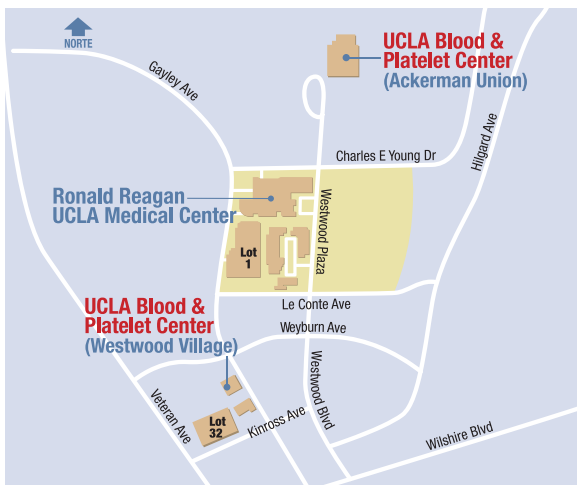 NORTE
UCLA Blood &
Platelet Center
(Ackerman Union)
Gayley Ave
Hilgard Ave
Charles E Young Dr
Ronald Reagan
UCLA Medical Center
Westwood Plaza
Lot
1
Le Conte Ave
UCLA Blood &
Platelet Center
(Westwood Village)
Weyburn Ave
Westwood Blvd
Veteran Ave
Lot
32
Kinross Ave
Wilshire Blvd